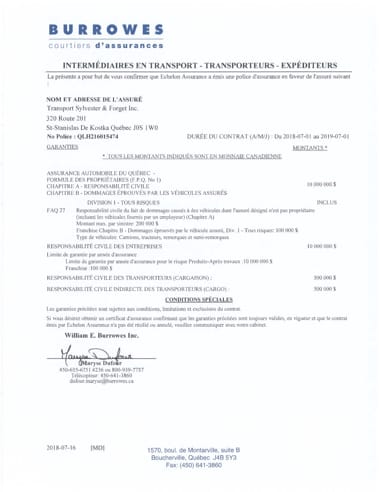 BURROWES
courtiers d'assurances
INTERMÉDIAIRES EN TRANSPORT - TRANSPORTEURS - EXPÉDITEURS
La présente a pour but de vous confirmer que Echelon Assurance a émis une police d'assurance en faveur de l'assuré suivant
:
NOM ET ADRESSE DE L'ASSURÉ
Transport Sylvester & Forget Inc.
320 Route 201
St-Stanislas De Kostka Québec J0S 1W0
No Police : QLH216015474 DURÉE DU CONTRAT (A/M/J) : Du 2018-07-01 au 2019-07-01
GARANTIES MONTANTS *
* TOUS LES MONTANTS INDIQUÉS SONT EN MONNAIE CANADIENNE
ASSURANCE AUTOMOBILE DU QUÉBEC -
FORMULE DES PROPRIÉTAIRES (F.P.Q. No.1)
CHAPITRE A - RESPONSABILITÉ CIVILE 10 000 000 $
CHAPITRE B - DOMMAGES ÉPROUVÉS PAR LES VÉHICULES ASSURÉS
DIVISION 1 - TOUS RISQUES INCLUS
FAQ 27 Responsabilité civile du fait de dommages causés à des véhicules dont l'assuré désigné n'est pas propriétaire
(incluant les véhicules fournis par un employeur) (Chapitre A)
Montant max. par sinistre: 200 000 $
Franchise Chapitre B - Dommages éprouvés par le véhicule assuré, Div. 1 - Tous risques: 100 000 $
Type de véhicules: Camions, tracteurs, remorques et semi-remorques
RESPONSABILITÉ CIVILE DES ENTREPRISES : 10 000 000 $
Limite de garantie par année d'assurance
Limite de garantie par année d'assurance pour le risque Produits-Après travaux : 10 000 000 $
Franchise : 100 000 $
RESPONSABILITÉ CIVILE DES TRANSPORTEURS (CARGAISON) : 500 000 $
RESPONSABILITÉ CIVILE INDIRECTE DES TRANSPORTEURS (CARGO) : 500 000 $
CONDITIONS SPÉCIALES
Les garanties précitées sont sujettes aux conditions, limitations et exclusions du contrat.
Si vous désirez obtenir un certificat d'assurance confirmant que les garanties précitées sont toujours valides, en vigueur et que le contrat
émis par Echelon Assurance n'a pas été résilié ou annulé, veuillez communiquer avec notre cabinet.
William E. Burrowes Inc.
Maryse Dufour
450-635-6751 #236 ou 800-939-7757
Télécopieur: 450-641-3860
dufour.maryse@burrowes.ca
2018-07-16 [MD]
1570, boul. de Montarville, suite B
Boucherville, Québec J4B 5Y3
Fax: (450) 641-3860